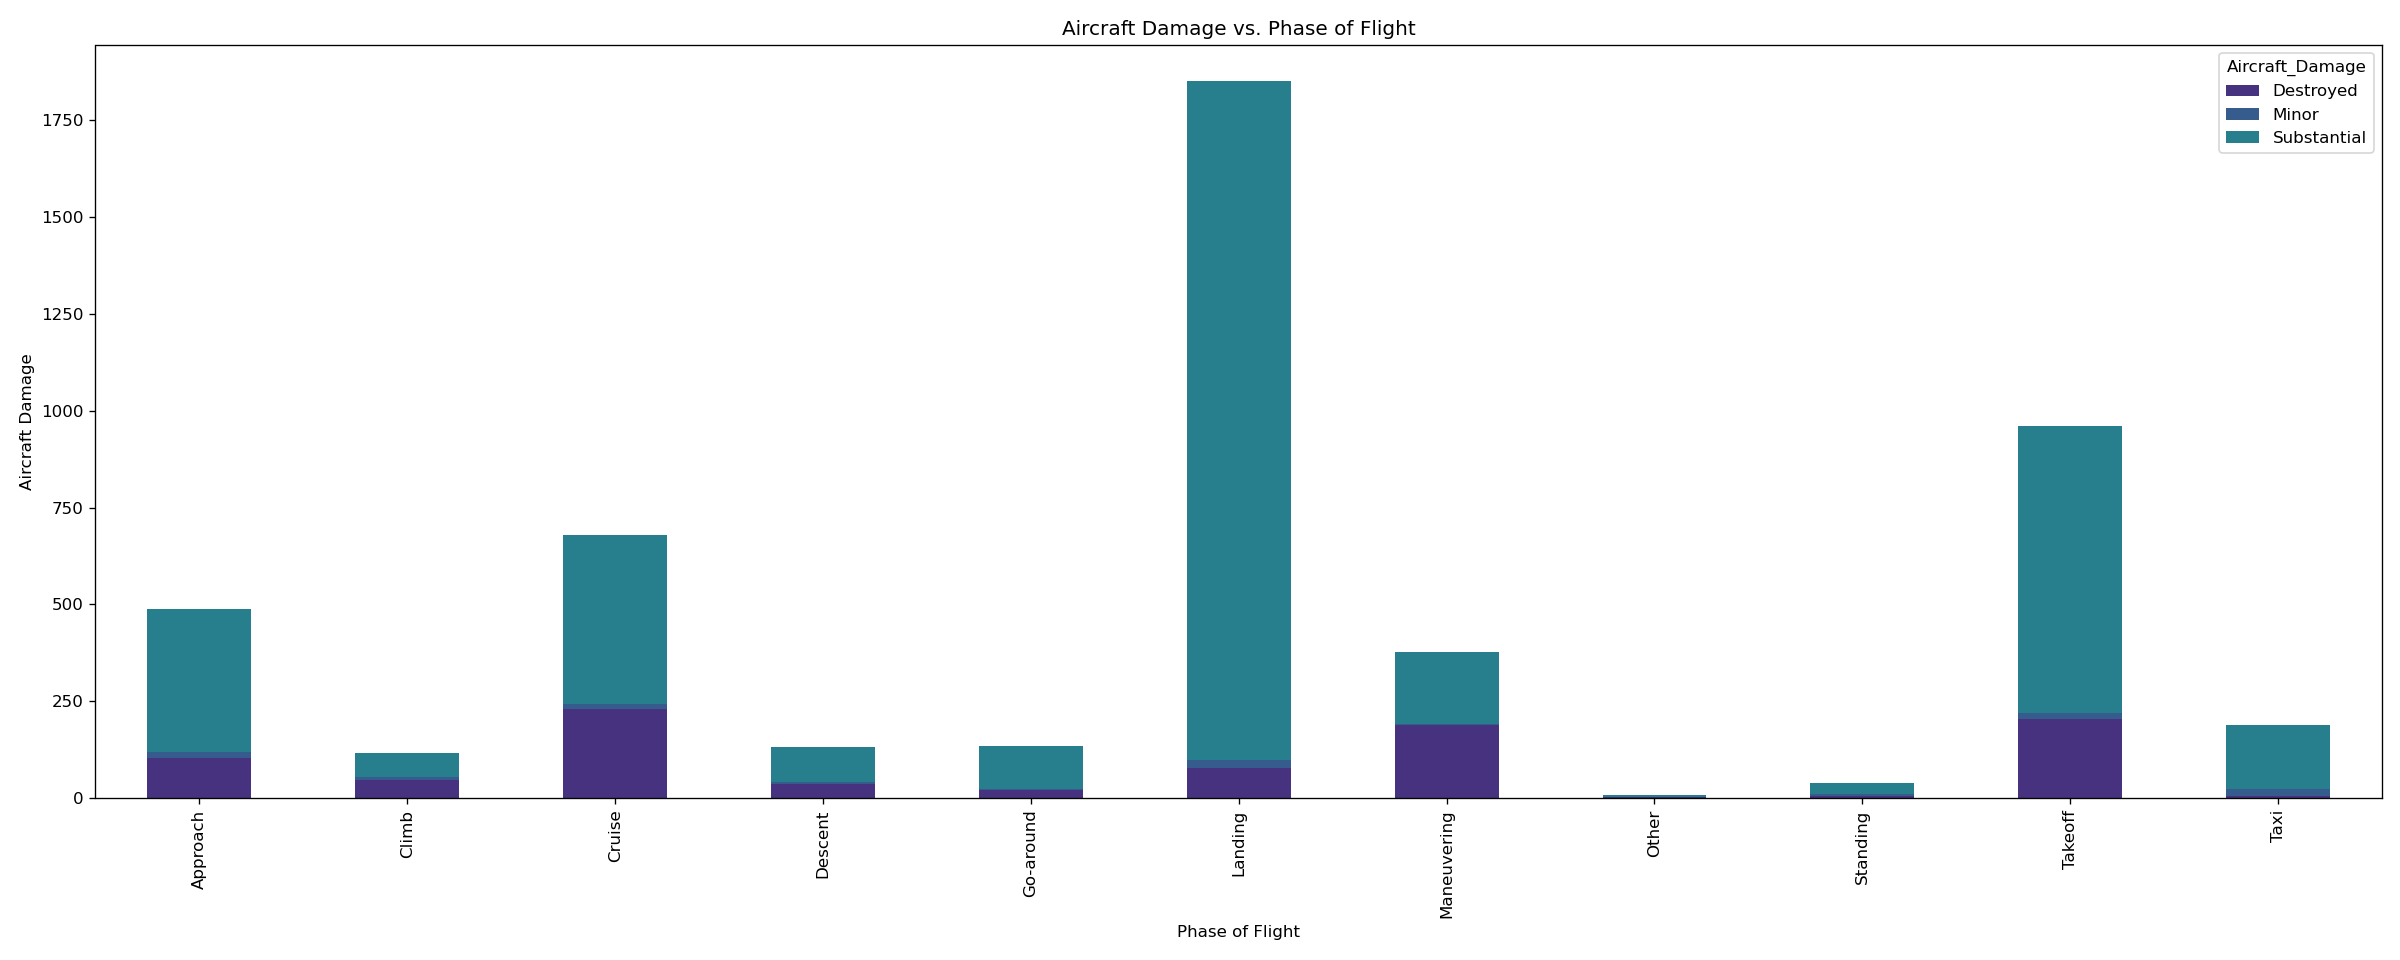 Aircraft Damage vs. Phase of Flight
Aircraft_Damage
Destroyed
Minor
Substantial
1750
1500
1250
1000
750
500
250
0
Aircraft Damage
Approach
Climb
Cruise
Descent
Go-around
Landing
Maneuvering
Other
Standing
Takeoff
Taxi
Phase of Flight